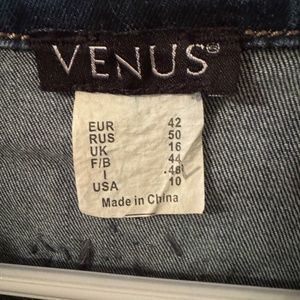 VENUS®
EUR 42
RUS 50
UK 16
F/B 44
I 48
USA 10
Made in China